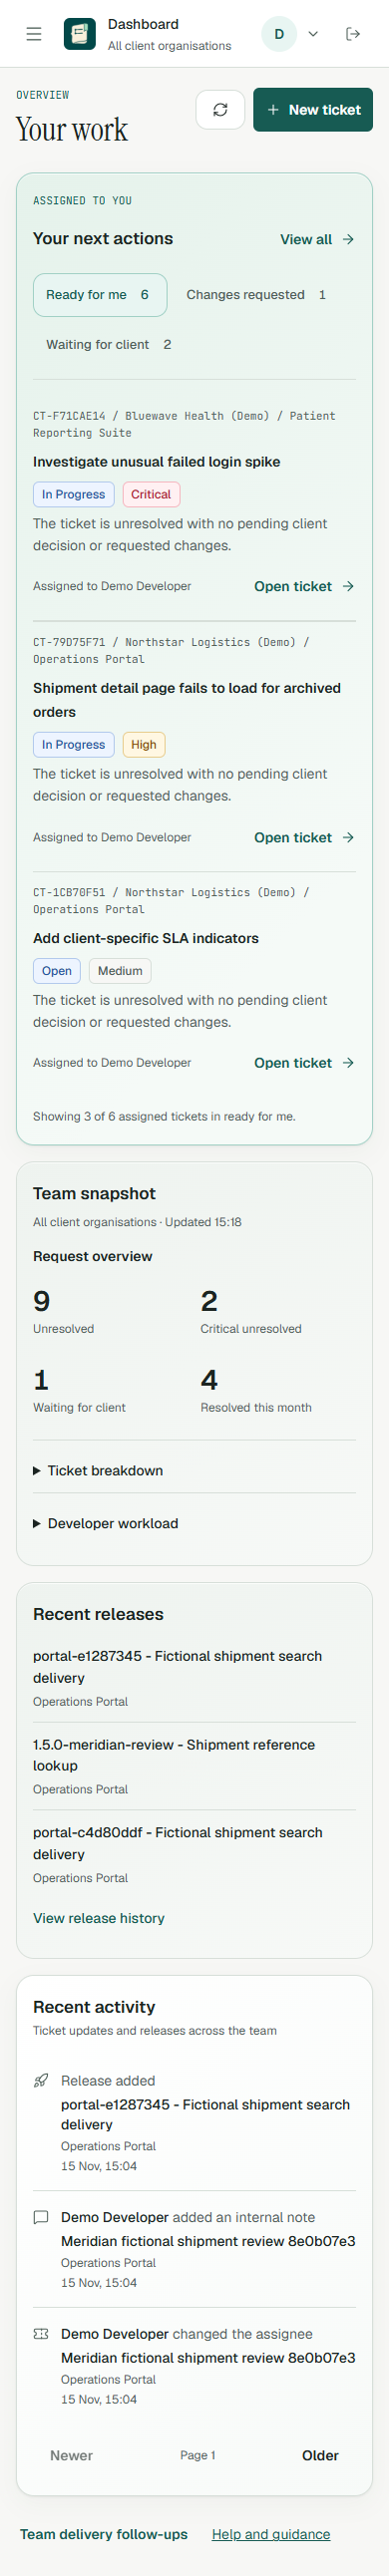 Dashboard
All client organisations
D
OVERVIEW
Your work
New ticket
ASSIGNED TO YOU
Your next actions
View all
Ready for me 6
Changes requested 1
Waiting for client 2
CT-F71CAE14 / Bluewave Health (Demo) / Patient
Reporting Suite
Investigate unusual failed login spike
In Progress
Critical
The ticket is unresolved with no pending client
decision or requested changes.
Assigned to Demo Developer
Open ticket
CT-79D75F71 / Northstar Logistics (Demo) /
Operations Portal
Shipment detail page fails to load for archived
orders
In Progress
High
The ticket is unresolved with no pending client
decision or requested changes.
Assigned to Demo Developer
Open ticket
CT-1CB70F51 / Northstar Logistics (Demo) /
Operations Portal
Add client-specific SLA indicators
Open
Medium
The ticket is unresolved with no pending client
decision or requested changes.
Assigned to Demo Developer
Open ticket
Showing 3 of 6 assigned tickets in ready for me.
Team snapshot
All client organisations · Updated 15:18
Request overview
9
Unresolved
2
Critical unresolved
1
Waiting for client
4
Resolved this month
Ticket breakdown
Developer workload
Recent releases
portal-e1287345 - Fictional shipment search
delivery
Operations Portal
1.5.0-meridian-review - Shipment reference
lookup
Operations Portal
portal-c4d80ddf - Fictional shipment search
delivery
Operations Portal
View release history
Recent activity
Ticket updates and releases across the team
Release added
portal-e1287345 - Fictional shipment search
delivery
Operations Portal
15 Nov, 15:04
Demo Developer added an internal note
Meridian fictional shipment review 8e0b07e3
Operations Portal
15 Nov, 15:04
Demo Developer changed the assignee
Meridian fictional shipment review 8e0b07e3
Operations Portal
15 Nov, 15:04
Newer
Page 1
Older
Team delivery follow-ups
Help and guidance